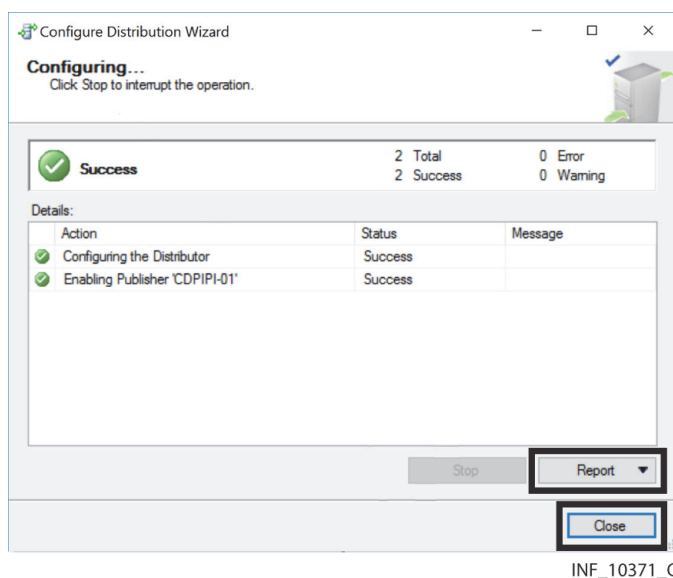 Configure Distribution Wizard
Configuring...
Click Stop to interrupt the operation.
Success
2 Total
0 Error
2 Success
0 Warning
Details:
Action Status Message
Configuring the Distributor Success
Enabling Publisher 'CDPIPI-01' Success
Stop
Report
Close
INF_10371_